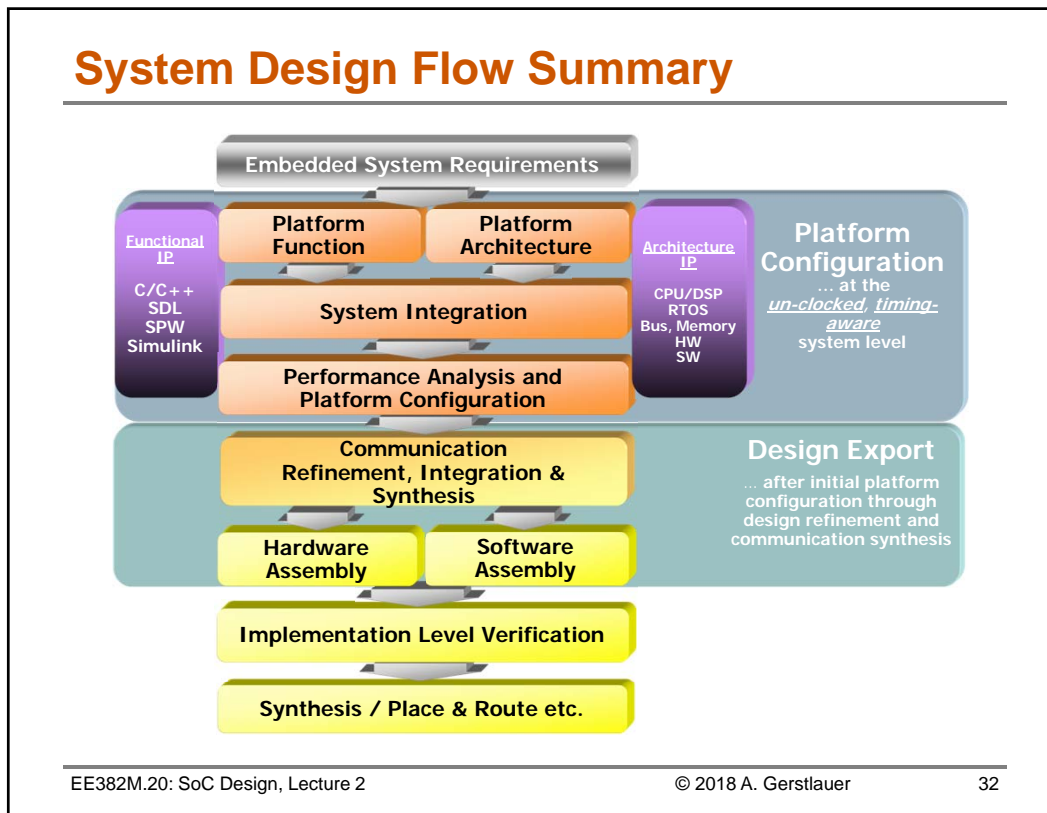 System Design Flow Summary
Embedded System Requirements
Functional
IP
C/C++
SDL
SPW
Simulink
Platform
Function
Platform
Architecture
System Integration
Performance Analysis and
Platform Configuration
Architecture
IP
CPU/DSP
RTOS
Bus, Memory
HW
SW
Platform
Configuration
... at the
un-clocked, timing-
aware
system level
Communication
Refinement, Integration &
Synthesis
Hardware
Assembly
Software
Assembly
Design Export
... after initial platform
configuration through
design refinement and
communication synthesis
Implementation Level Verification
Synthesis / Place & Route etc.
EE382M.20: SoC Design, Lecture 2
© 2018 A. Gerstlauer
32